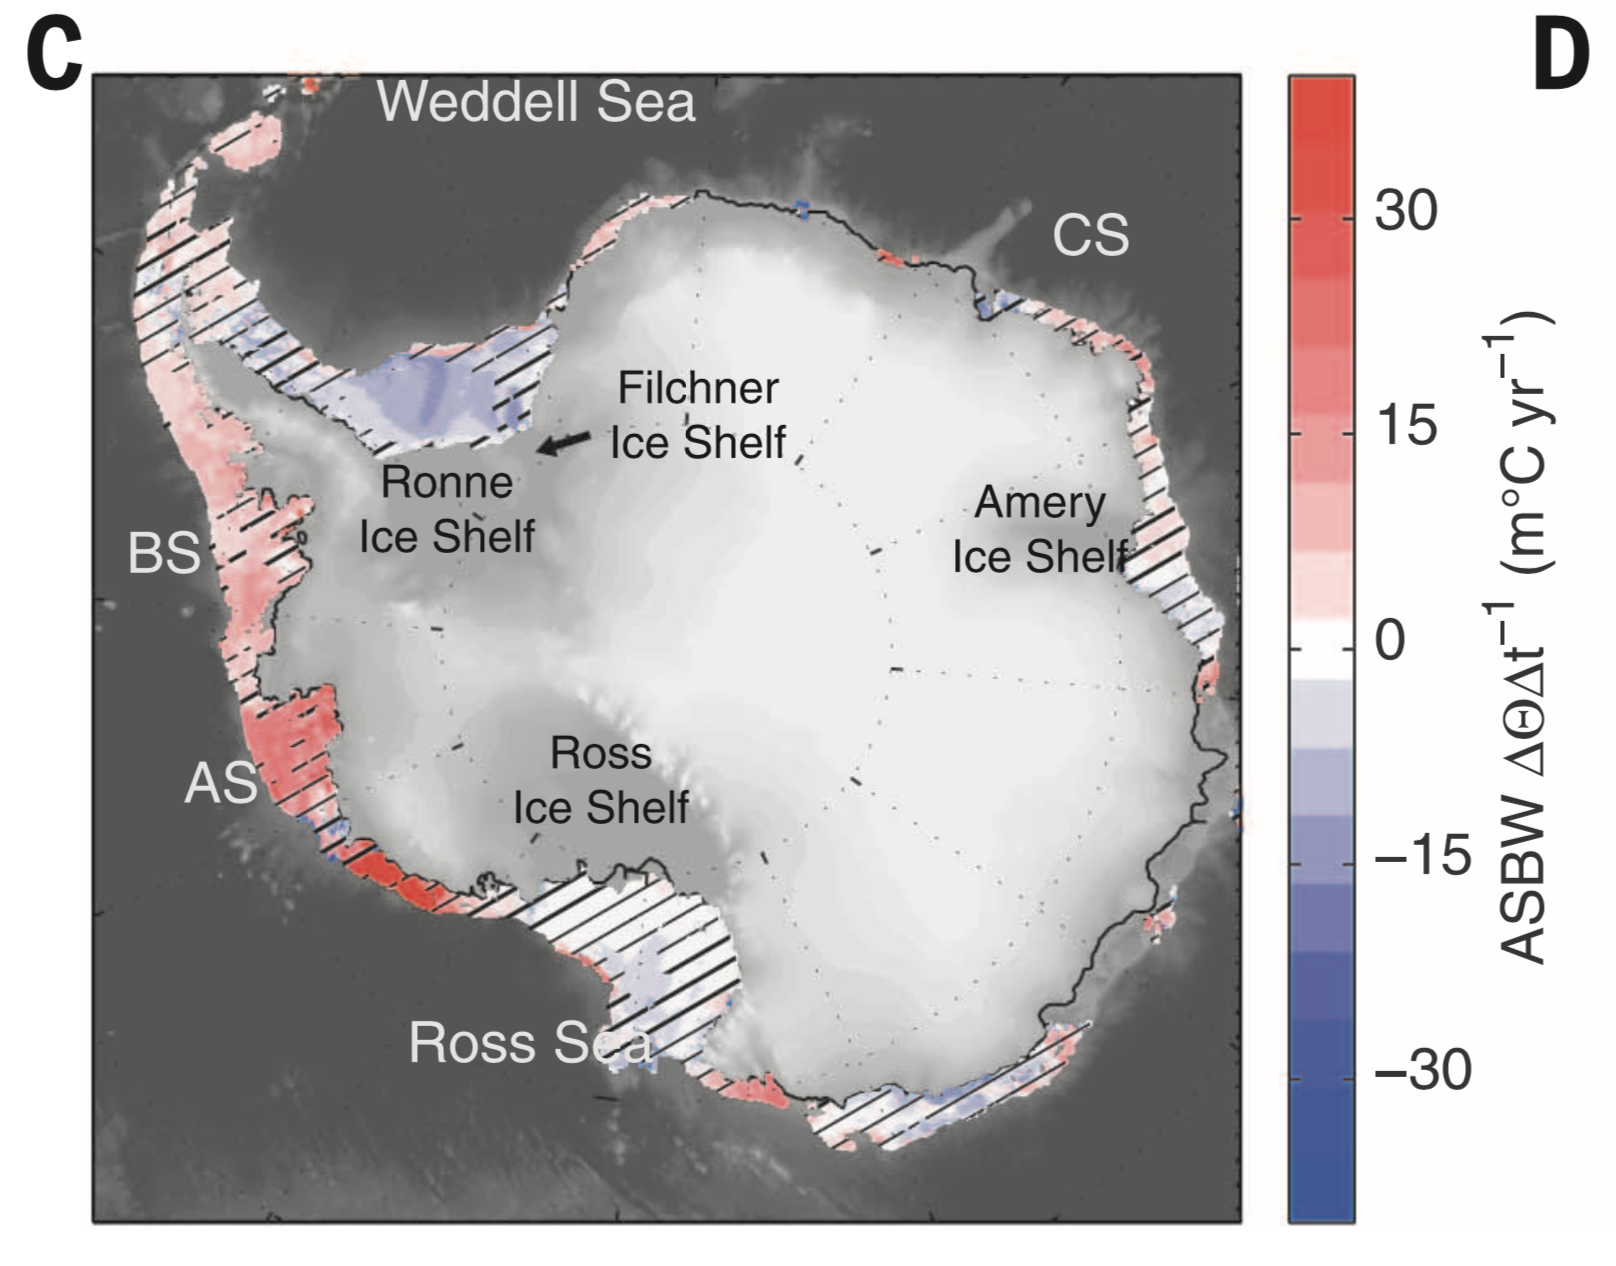 C
D
Weddell Sea
CS
Filchner
Ice Shelf
Ronne
Ice Shelf
Amery
Ice Shelf
BS
AS
Ross
Ice Shelf
Ross Sea
30
15
0
−15
−30
ASBW ΔΘΔt⁻¹ (m°C yr⁻¹)